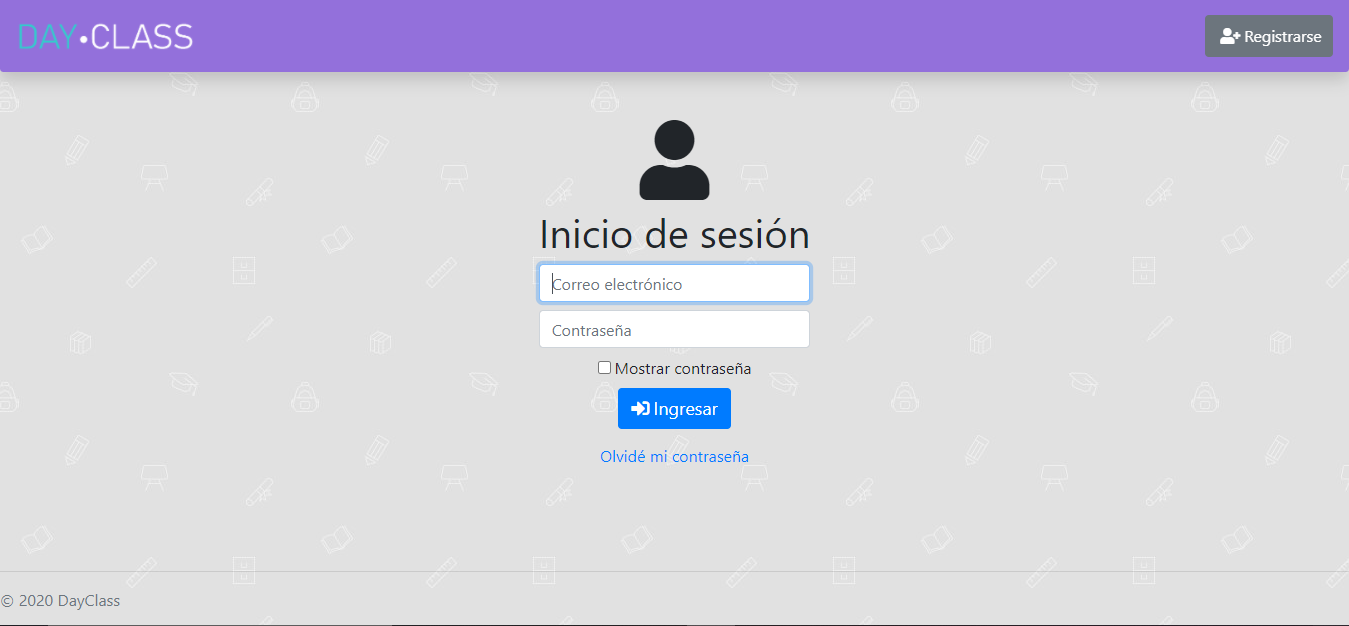 DAY•CLASS
Registrarse
Inicio de sesión
Correo electrónico
Contraseña
Mostrar contraseña
Ingresar
Olvidé mi contraseña
© 2020 DayClass